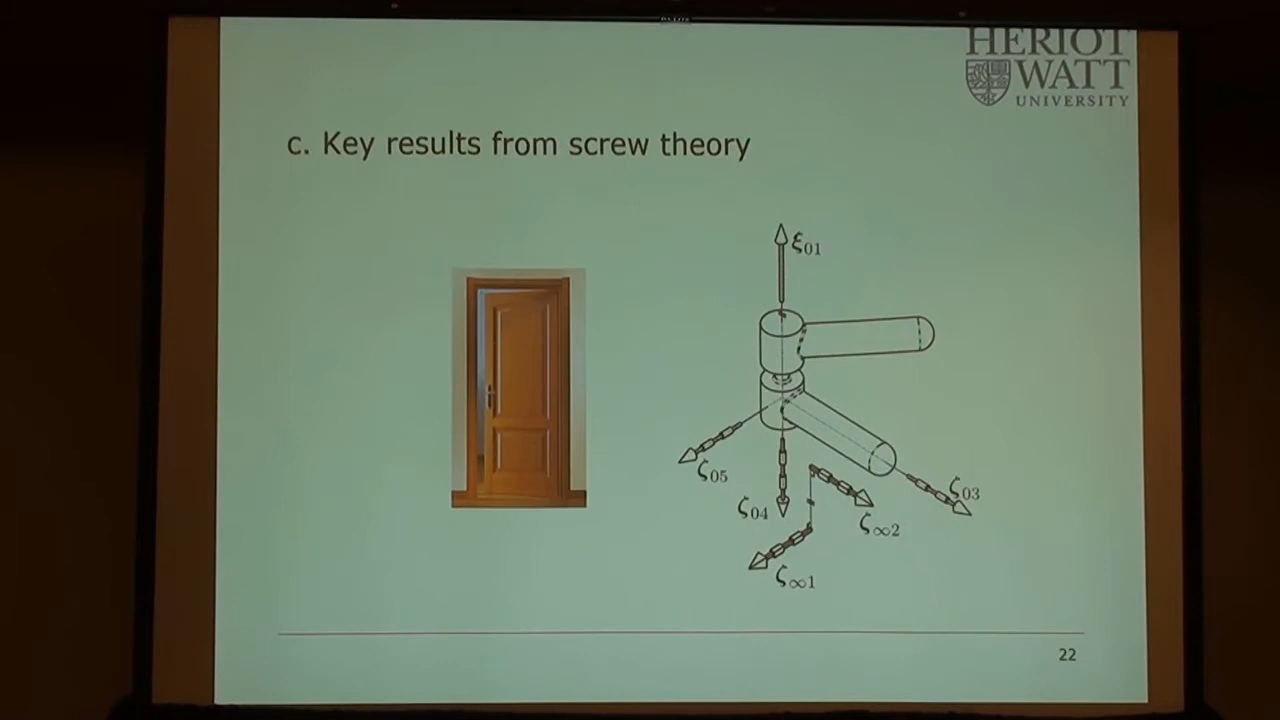 HERIOT
WATT
UNIVERSITY
c. Key results from screw theory
ξ01
ζ05
ζ03
ζ04
ζ∞2
ζ∞1
22